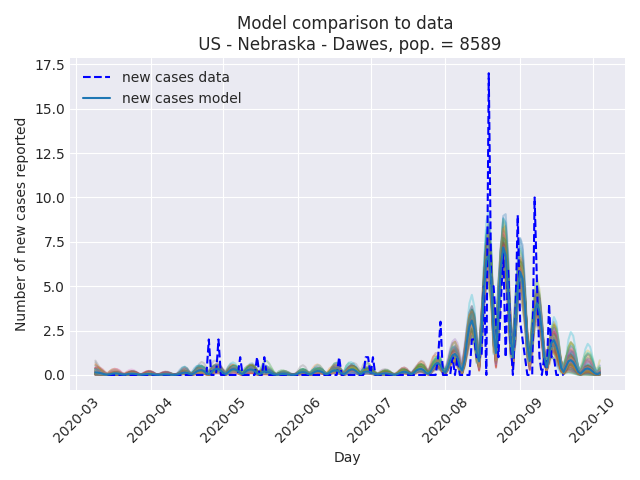 Model comparison to data
US - Nebraska - Dawes, pop. = 8589
new cases data
new cases model
Number of new cases reported
17.5
15.0
12.5
10.0
7.5
5.0
2.5
0.0
2020-03
2020-04
2020-05
2020-06
2020-07
2020-08
2020-09
2020-10
Day